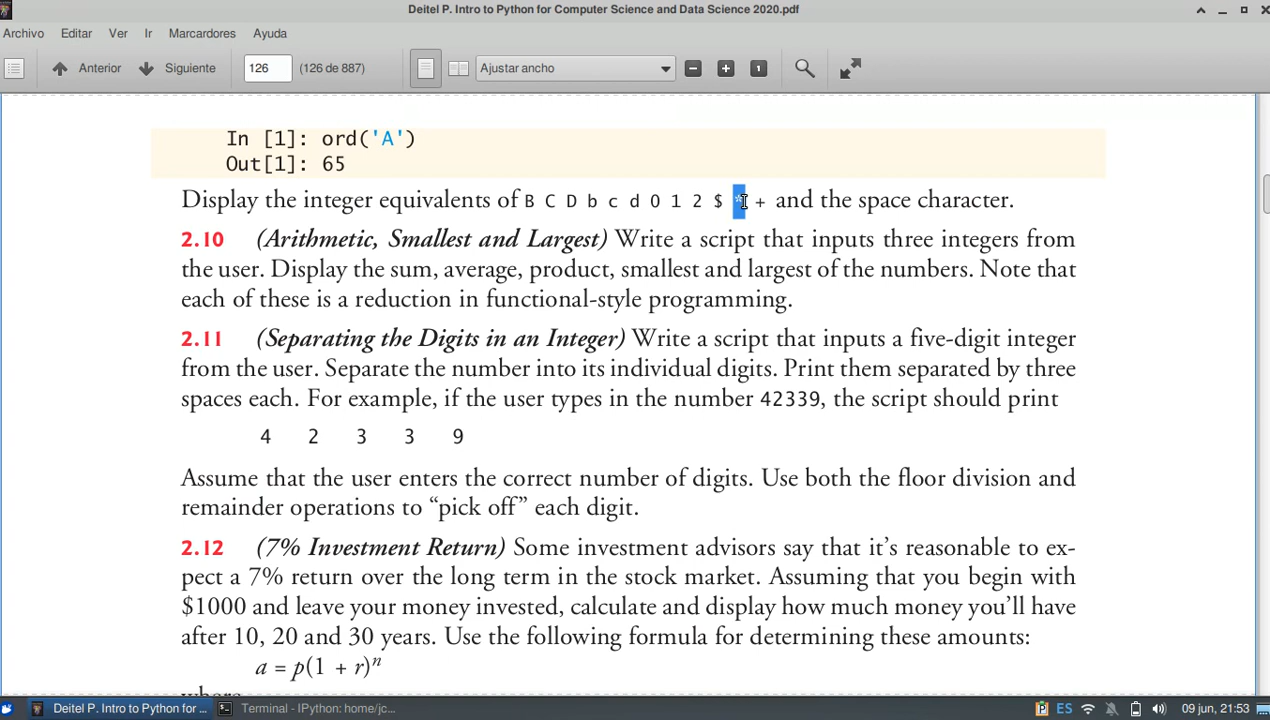 Deitel P. Intro to Python for Computer Science and Data Science 2020.pdf
Archivo Editar Ver Ir Marcadores Ayuda
Anterior Siguiente 126 (126 de 887) Ajustar ancho
In [1]: ord('A')
Out[1]: 65
Display the integer equivalents of B C D b c d 0 1 2 $ * + and the space character.
2.10 (Arithmetic, Smallest and Largest) Write a script that inputs three integers from
the user. Display the sum, average, product, smallest and largest of the numbers. Note that
each of these is a reduction in functional-style programming.
2.11 (Separating the Digits in an Integer) Write a script that inputs a five-digit integer
from the user. Separate the number into its individual digits. Print them separated by three
spaces each. For example, if the user types in the number 42339, the script should print
4 2 3 3 9
Assume that the user enters the correct number of digits. Use both the floor division and
remainder operations to “pick off” each digit.
2.12 (7% Investment Return) Some investment advisors say that it’s reasonable to ex-
pect a 7% return over the long term in the stock market. Assuming that you begin with
$1000 and leave your money invested, calculate and display how much money you’ll have
after 10, 20 and 30 years. Use the following formula for determining these amounts:
a = p(1 + r)ⁿ
where
Deitel P. Intro to Python for ... Terminal - IPython: home/jc... ES 09 jun, 21:53